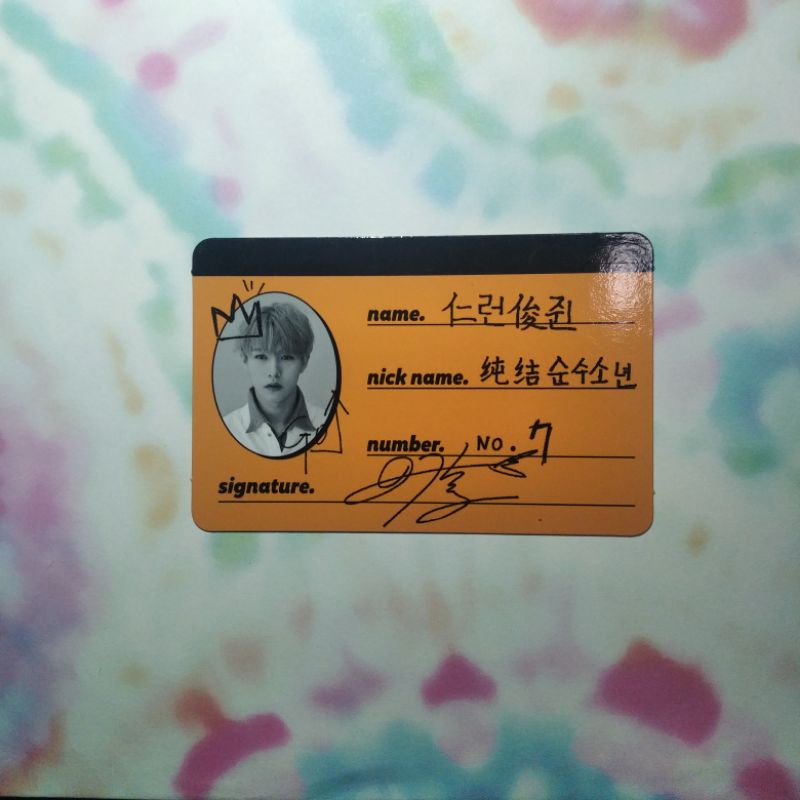 name. 仁런俊쥔
nick name. 纯结순수소년
number. No. 7
signature.